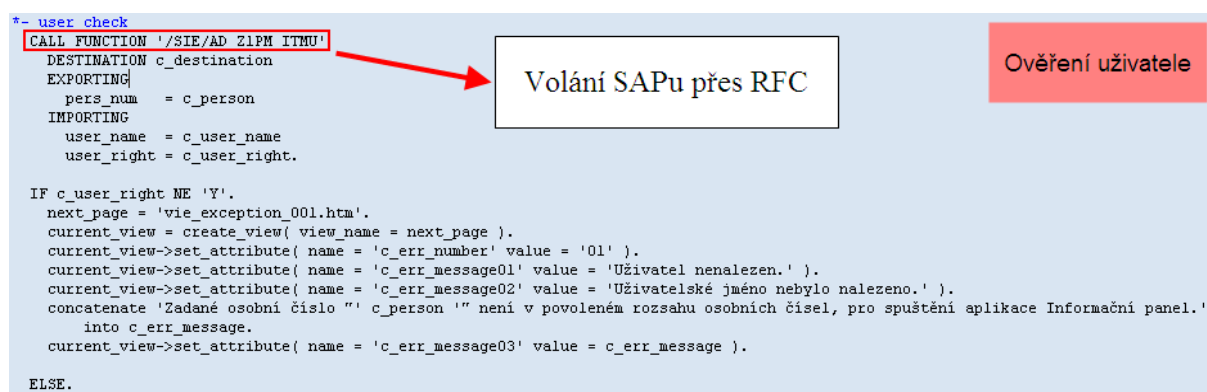 *- user check
CALL FUNCTION '/SIE/AD_Z1PM_ITMU'
DESTINATION c_destination
EXPORTING
pers_num = c_person
IMPORTING
user_name = c_user_name
user_right = c_user_right.
Volání SAPu přes RFC
Ověření uživatele
IF c_user_right NE 'Y'.
next_page = 'vie_exception_001.htm'.
current_view = create_view( view_name = next_page ).
current_view->set_attribute( name = 'c_err_number' value = '01' ).
current_view->set_attribute( name = 'c_err_message01' value = 'Uživatel nenalezen.' ).
current_view->set_attribute( name = 'c_err_message02' value = 'Uživatelské jméno nebylo nalezeno.' ).
concatenate 'Zadané osobní číslo "' c_person '" není v povoleném rozsahu osobních čísel, pro spuštění aplikace Informační panel.'
into c_err_message.
current_view->set_attribute( name = 'c_err_message03' value = c_err_message ).
ELSE.